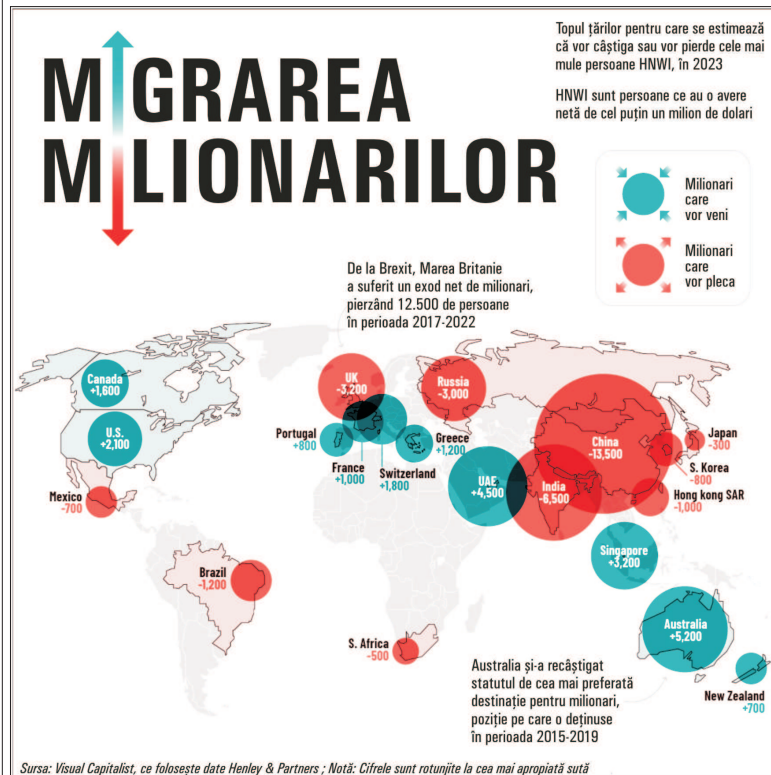 MIGRAREA
MILIONARILOR
Topul țărilor pentru care se estimează
că vor câștiga sau vor pierde cele mai
mule persoane HNWI, în 2023
HNWI sunt persoane ce au o avere
netă de cel puțin un milion de dolari
Milionari
care
vor veni
Milionari
care
vor pleca
De la Brexit, Marea Britanie
a suferit un exod net de milionari,
pierzând 12.500 de persoane
în perioada 2017-2022
Canada
+1,600
U.S.
+2,100
Mexico
-700
Brazil
-1,200
UK
-3,200
Russia
-3,000
Portugal
+800
France
+1,000
Switzerland
+1,800
Greece
+1,200
UAE
+4,500
India
-6,500
China
-13,500
Japan
-300
S. Korea
-800
Hong kong SAR
-1,000
Singapore
+3,200
Australia
+5,200
New Zealand
+700
S. Africa
-500
Australia și-a recâștigat
statutul de cea mai preferată
destinație pentru milionari,
poziție pe care o deținuse
în perioada 2015-2019
Sursa: Visual Capitalist, ce folosește date Henley & Partners ; Notă: Cifrele sunt rotunjite la cea mai apropiată sută